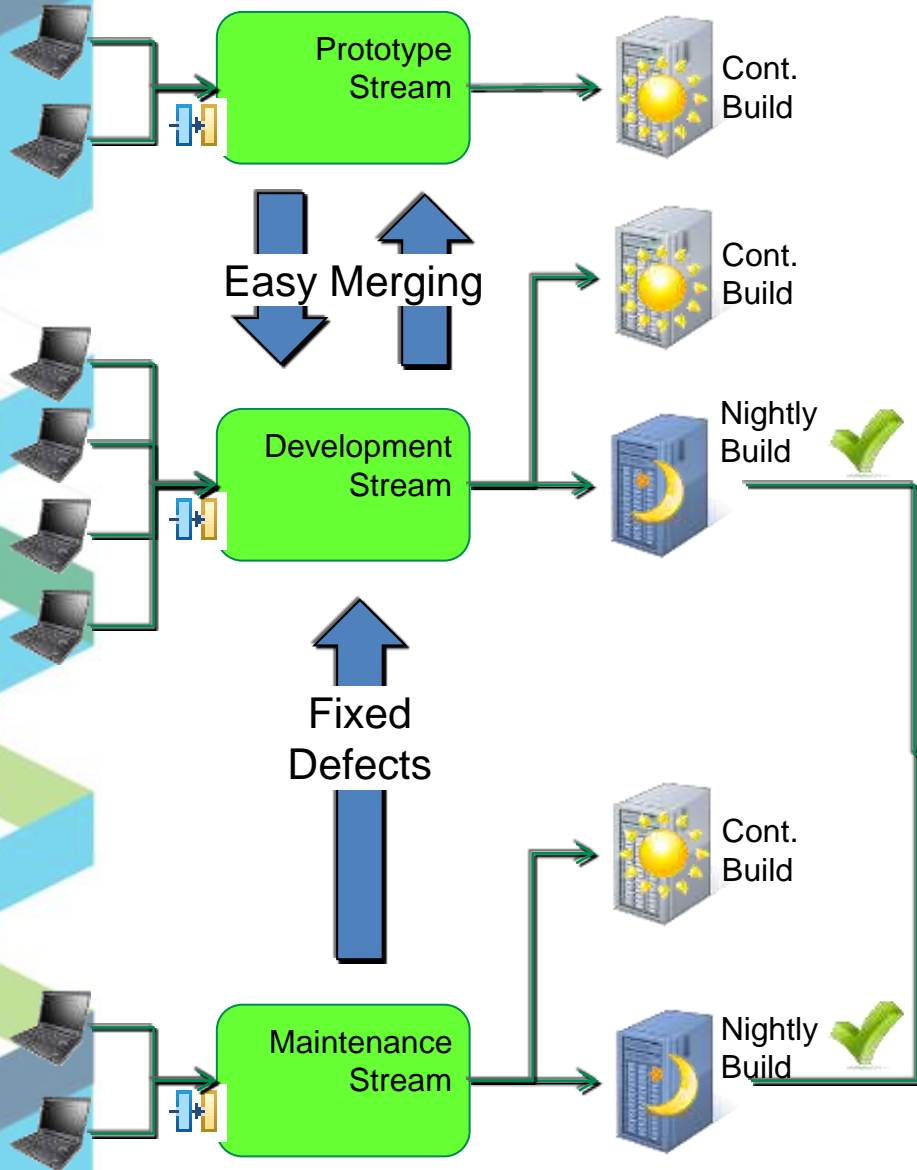 Prototype
Stream
Cont.
Build
Easy Merging
Cont.
Build
Development
Stream
Nightly
Build
Fixed
Defects
Cont.
Build
Maintenance
Stream
Nightly
Build